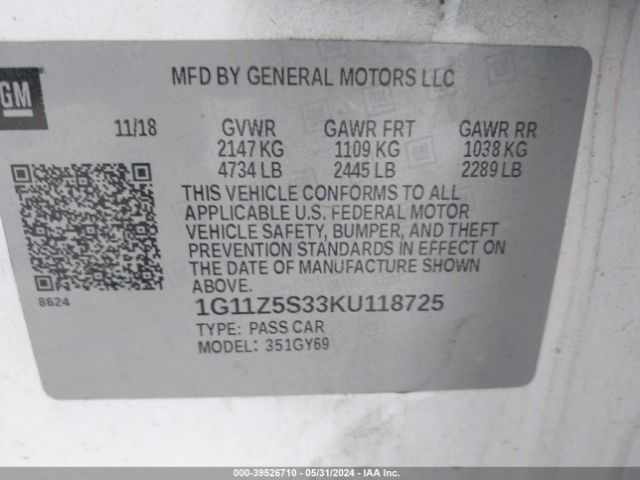 GM
MFD BY GENERAL MOTORS LLC
11/18 GVWR GAWR FRT GAWR RR
2147 KG 1109 KG 1038 KG
4734 LB 2445 LB 2289 LB
THIS VEHICLE CONFORMS TO ALL
APPLICABLE U.S. FEDERAL MOTOR
VEHICLE SAFETY, BUMPER, AND THEFT
PREVENTION STANDARDS IN EFFECT ON
THE DATE OF MANUFACTURE SHOWN
ABOVE.
8624
1G11Z5S33KU118725
TYPE: PASS CAR
MODEL: 351GY69
000-39526710 - 05/31/2024 - IAA Inc.